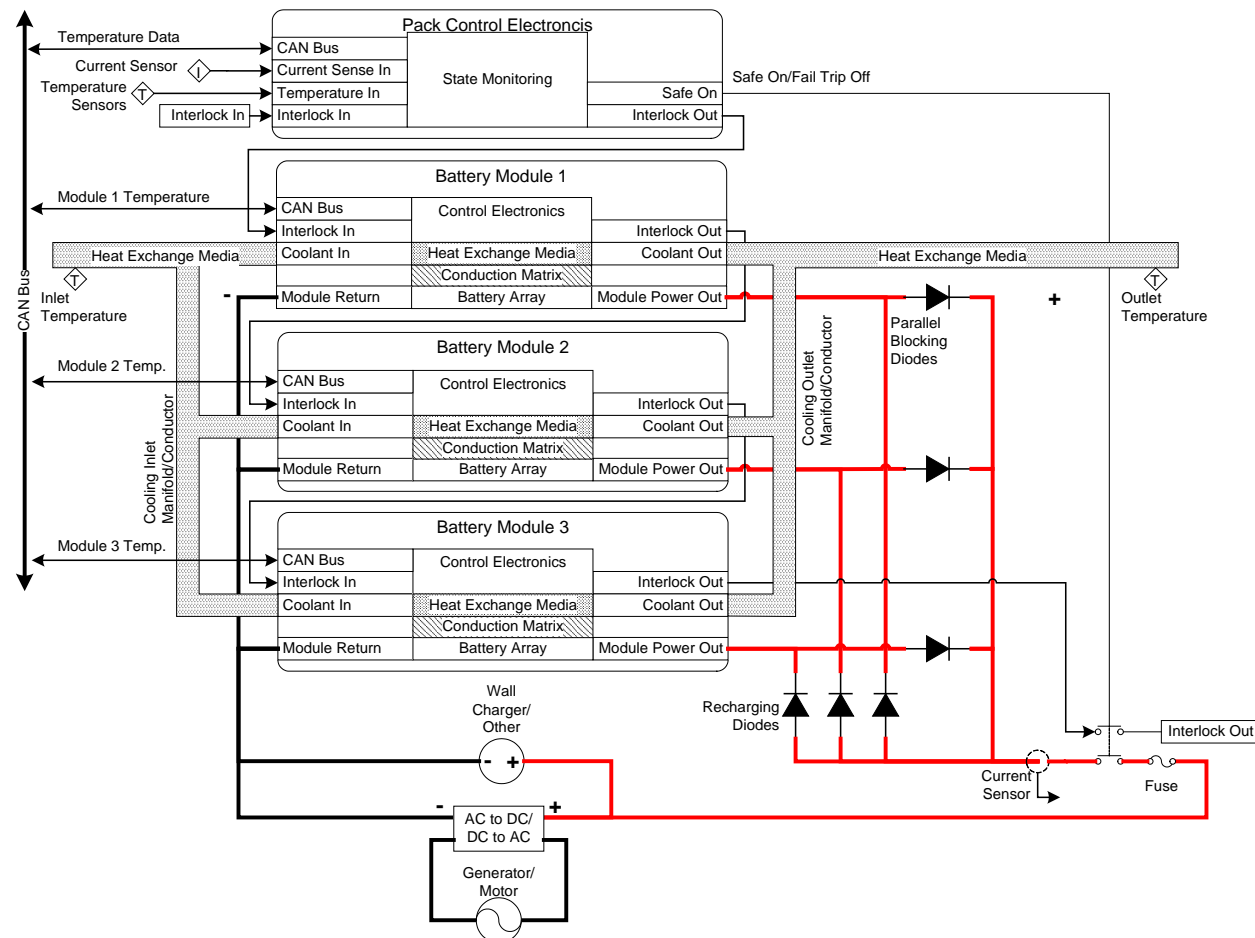 Pack Control Electroncis
Temperature Data
CAN Bus
Current Sensor
I
Current Sense In
State Monitoring
Safe On/Fail Trip Off
Temperature
Sensors
T
Temperature In
Safe On
Interlock In
Interlock In
Interlock Out
Battery Module 1
Module 1 Temperature
CAN Bus
Control Electronics
Interlock In
Interlock Out
Heat Exchange Media
Coolant In
Heat Exchange Media
Coolant Out
Heat Exchange Media
Conduction Matrix
T
Inlet
Temperature
T
Outlet
Temperature
CAN Bus
-
Module Return
Battery Array
Module Power Out
+
Parallel
Blocking
Diodes
Battery Module 2
Module 2 Temp.
CAN Bus
Control Electronics
Interlock In
Interlock Out
Coolant In
Heat Exchange Media
Coolant Out
Conduction Matrix
Module Return
Battery Array
Module Power Out
Cooling Inlet
Manifold/Conductor
Cooling Outlet
Manifold/Conductor
Battery Module 3
Module 3 Temp.
CAN Bus
Control Electronics
Interlock In
Interlock Out
Coolant In
Heat Exchange Media
Coolant Out
Conduction Matrix
Module Return
Battery Array
Module Power Out
Wall
Charger/
Other
- +
Recharging
Diodes
Interlock Out
Current
Sensor
Fuse
-
+
AC to DC/
DC to AC
Generator/
Motor